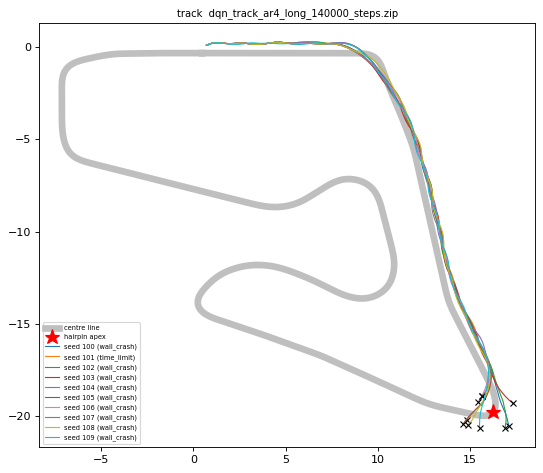 track dqn_track_ar4_long_140000_steps.zip
0
−5
−10
−15
−20
−5
0
5
10
15
centre line
hairpin apex
seed 100 (wall_crash)
seed 101 (time_limit)
seed 102 (wall_crash)
seed 103 (wall_crash)
seed 104 (wall_crash)
seed 105 (wall_crash)
seed 106 (wall_crash)
seed 107 (wall_crash)
seed 108 (wall_crash)
seed 109 (wall_crash)